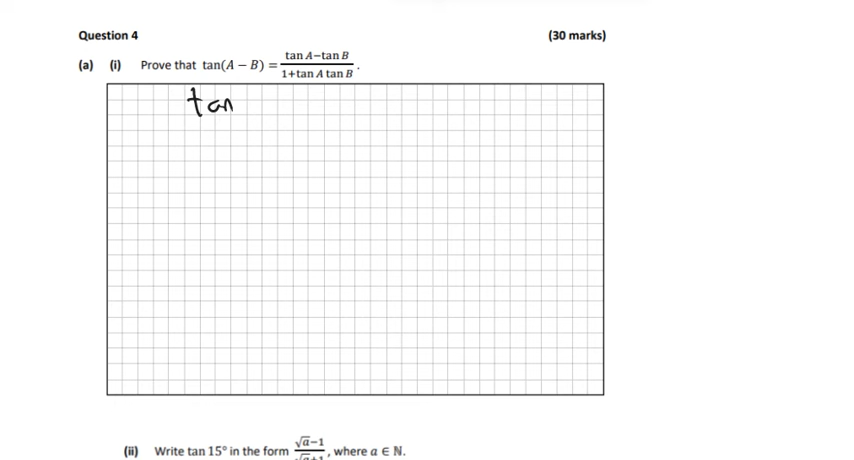 Question 4 (30 marks)
(a) (i) Prove that tan(A − B) = (tan A−tan B)/(1+tan A tan B) .
tan
(ii) Write tan 15° in the form (√a−1)/(√a+1) , where a ∈ ℕ.